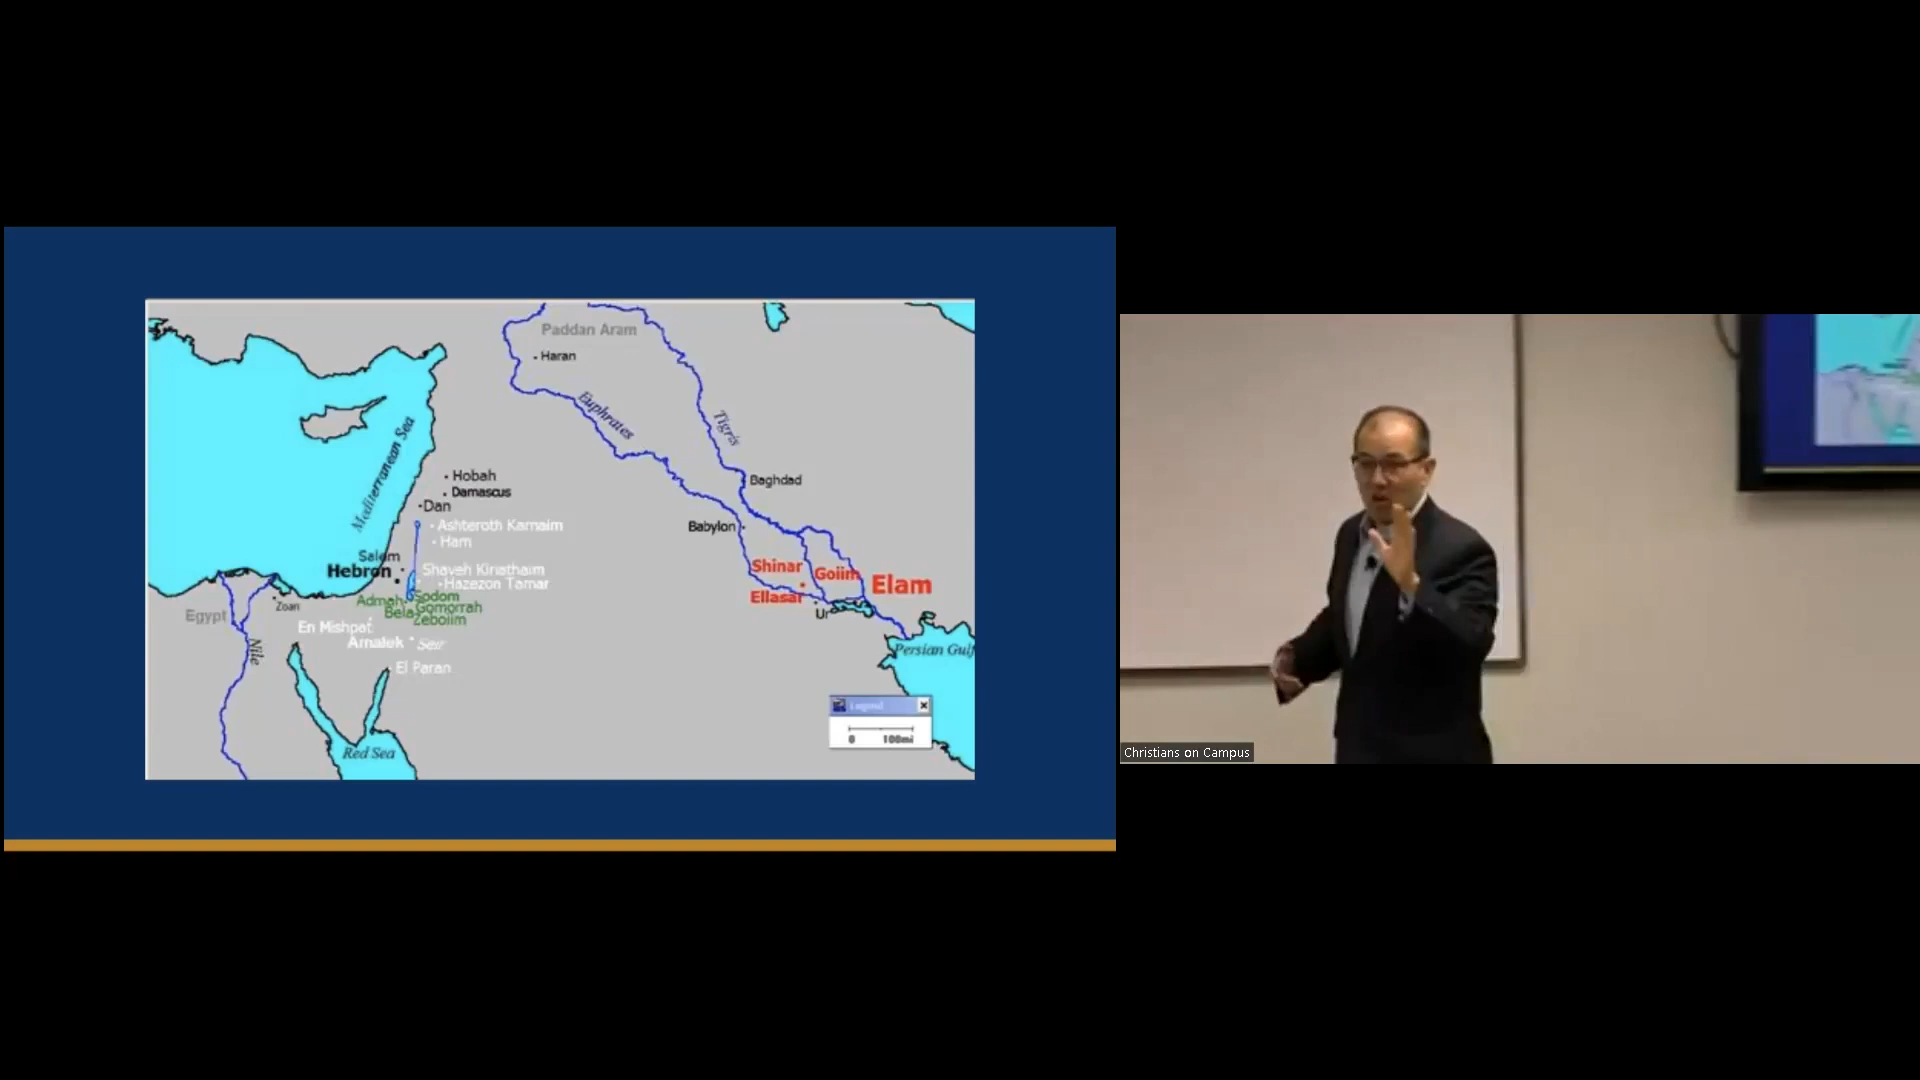 Paddan Aram
Haran
Euphrates
Tigris
Mediterranean Sea
Hobah
Damascus
Dan
Baghdad
Ashteroth Karnaim
Babylon
Ham
Salem
Hebron
Shaveh Kiriathaim
Hazezon Tamar
Shinar
Goiim
Elam
Ellasar
Ur
Admah
Sodom
Bela
Gomorrah
Zeboiim
Zoan
Egypt
Nile
En Mishpat
Amalek
Seir
El Paran
Persian Gulf
Legend
0 100mi
Red Sea
Christians on Campus